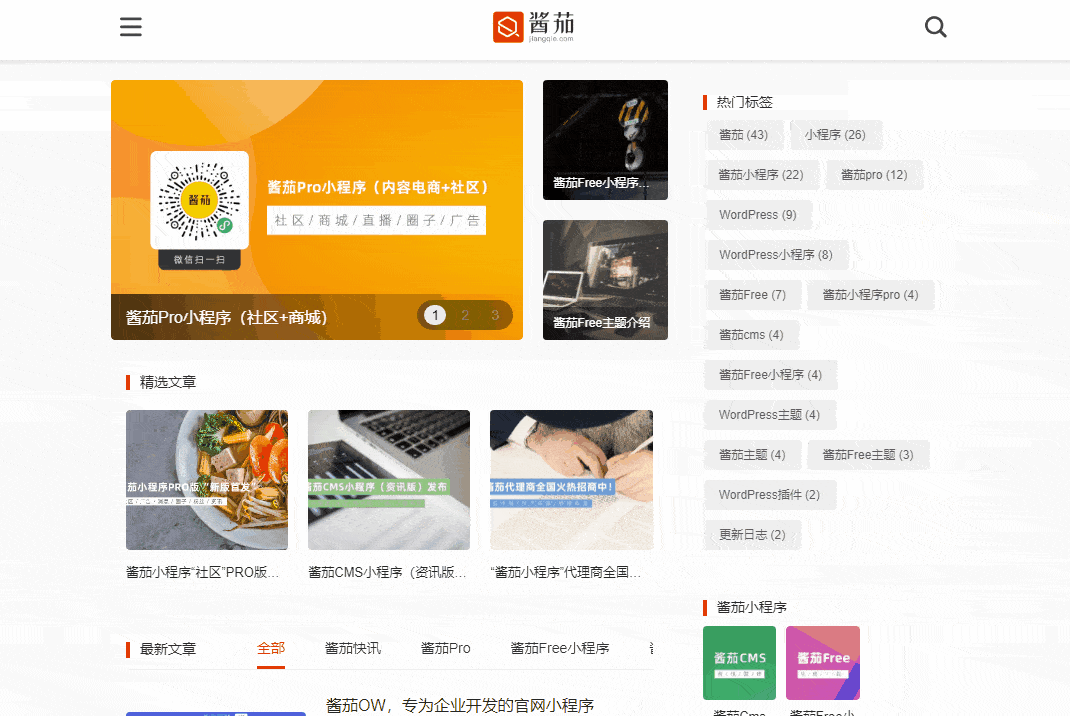 酱茄
jiangqie.com
酱茄
微信扫一扫
酱茄Pro小程序（内容电商+社区）
社区/商城/直播/圈子/广告
酱茄Pro小程序（社区+商城）
1 2 3
酱茄Free小程序...
酱茄Free主题介绍
精选文章
茄小程序PRO版“新版首发”
茄CMS小程序（资讯版）发布
茄代理商全国火热招商中！
酱茄小程序“社区”PRO版...
酱茄CMS小程序（资讯版...
“酱茄小程序”代理商全国...
最新文章
全部
酱茄快讯
酱茄Pro
酱茄Free小程序
酱茄OW，专为企业开发的官网小程序
热门标签
酱茄 (43)
小程序 (26)
酱茄小程序 (22)
酱茄pro (12)
WordPress (9)
WordPress小程序 (8)
酱茄Free (7)
酱茄小程序pro (4)
酱茄cms (4)
酱茄Free小程序 (4)
WordPress主题 (4)
酱茄主题 (4)
酱茄Free主题 (3)
WordPress插件 (2)
更新日志 (2)
酱茄小程序
酱茄CMS
酱茄Free
酱茄Cms
酱茄Free小